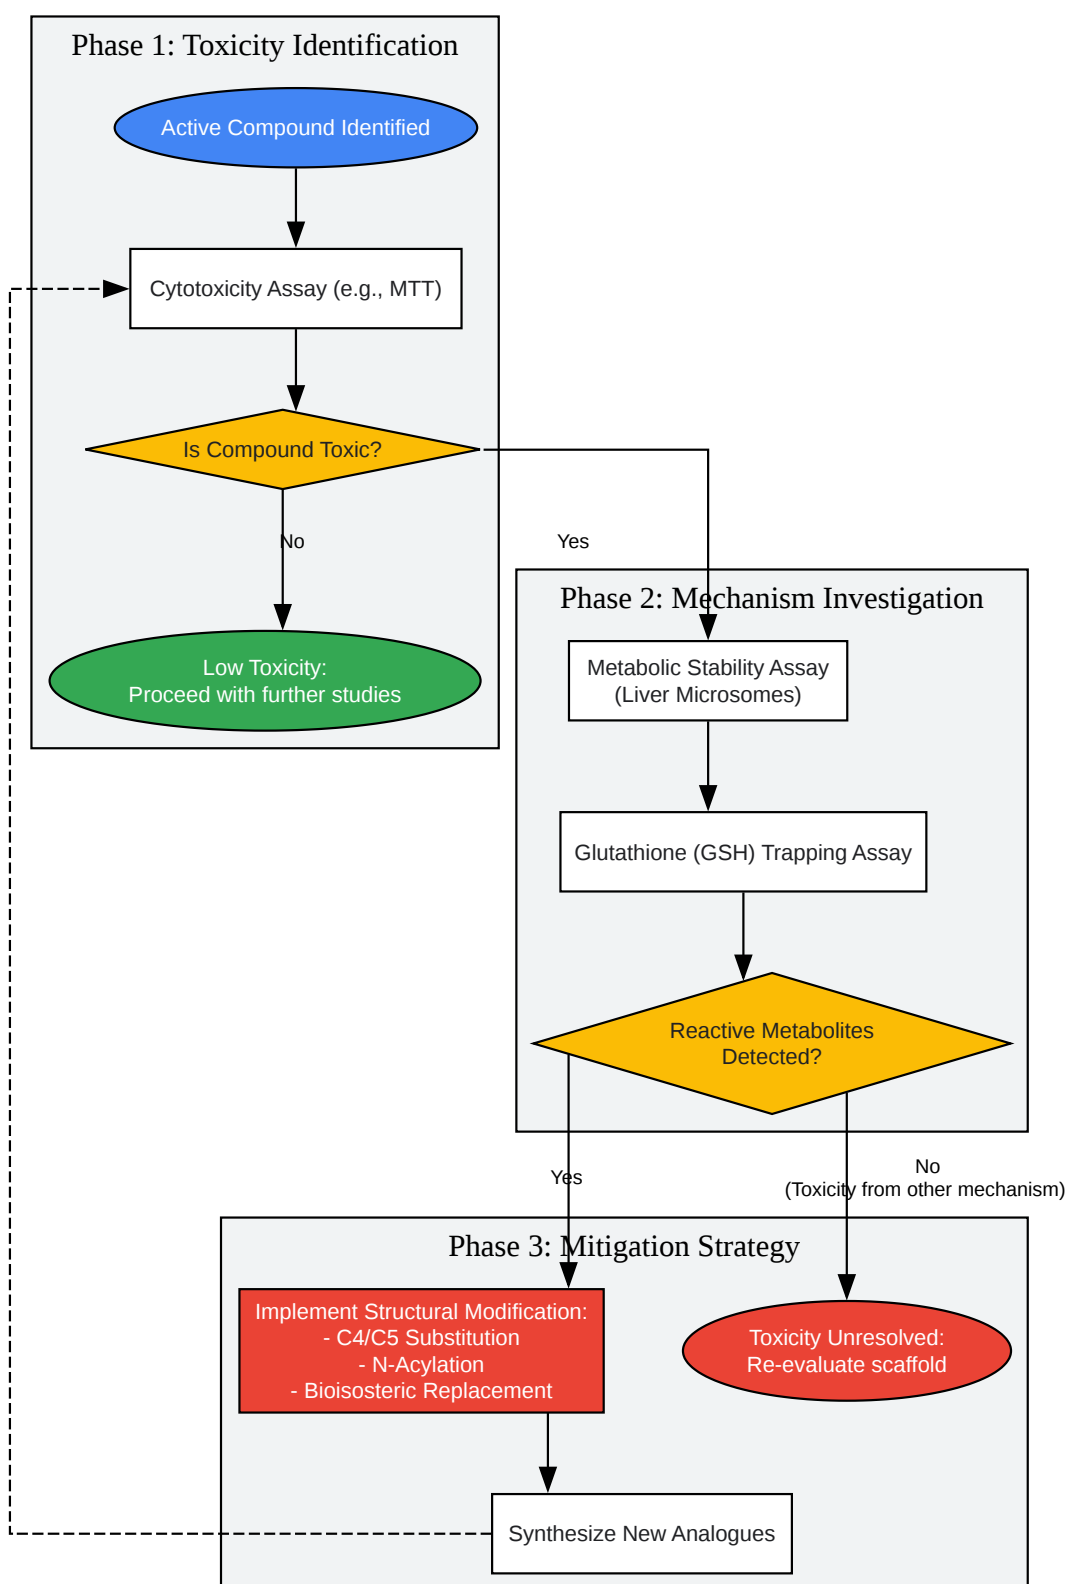 Phase 1: Toxicity Identification
Active Compound Identified
Cytotoxicity Assay (e.g., MTT)
Is Compound Toxic?
No
Yes
Low Toxicity:
Proceed with further studies
Phase 2: Mechanism Investigation
Metabolic Stability Assay
(Liver Microsomes)
Glutathione (GSH) Trapping Assay
Reactive Metabolites
Detected?
Yes
No
(Toxicity from other mechanism)
Phase 3: Mitigation Strategy
Implement Structural Modification:
- C4/C5 Substitution
- N-Acylation
- Bioisosteric Replacement
Toxicity Unresolved:
Re-evaluate scaffold
Synthesize New Analogues